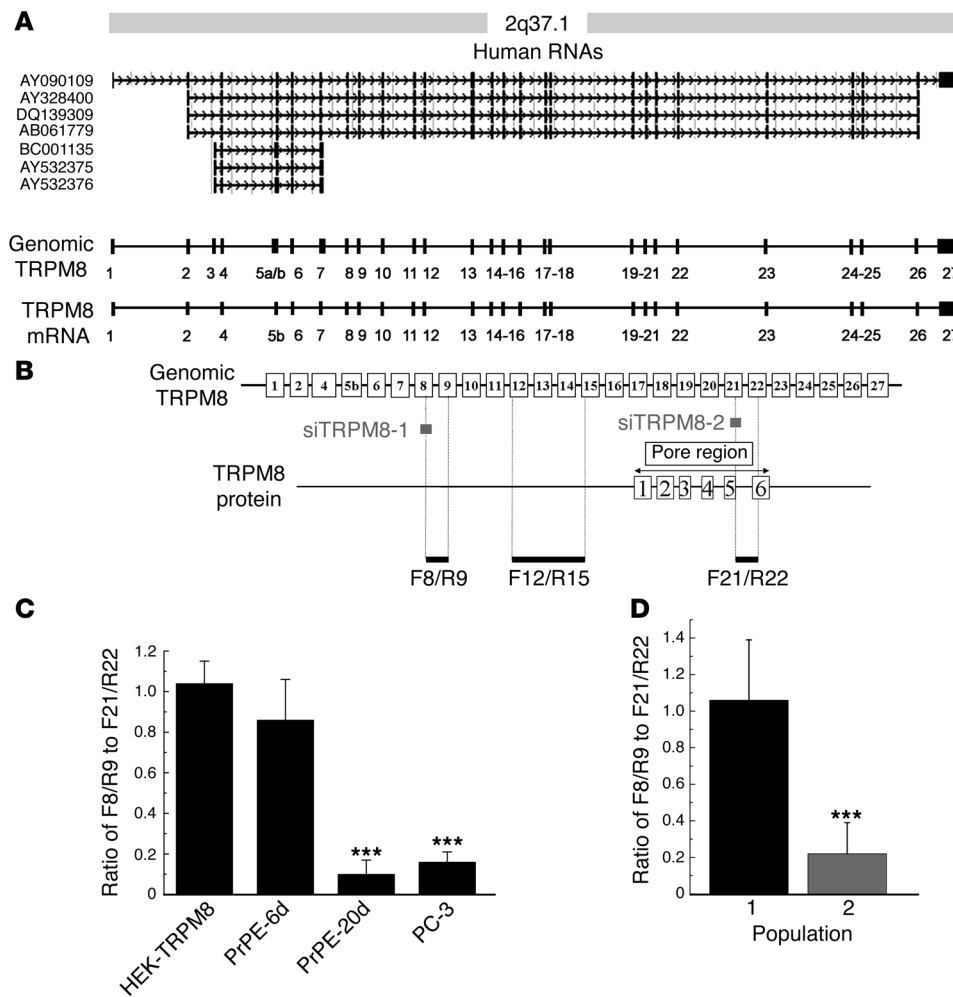 A
2q37.1
Human RNAs
AY090109
AY328400
DQ139309
AB061779
BC001135
AY532375
AY532376
Genomic
TRPM8
1 2 3 4 5a/b 6 7 8 9 10 11 12 13 14-16 17-18 19-21 22 23 24-25 26 27
TRPM8
mRNA
1 2 4 5b 6 7 8 9 10 11 12 13 14-16 17-18 19-21 22 23 24-25 26 27
B
Genomic
TRPM8
1 2 4 5b 6 7 8 9 10 11 12 13 14 15 16 17 18 19 20 21 22 23 24 25 26 27
siTRPM8-1
siTRPM8-2
Pore region
TRPM8
protein
1 2 3 4 5 6
F8/R9
F12/R15
F21/R22
C
Ratio of F8/R9 to F21/R22
1.2
1.0
0.8
0.6
0.4
0.2
0
***
***
HEK-TRPM8
PrPE-6d
PrPE-20d
PC-3
D
Ratio of F8/R9 to F21/R22
1.4
1.2
1.0
0.8
0.6
0.4
0.2
0
***
1 2
Population